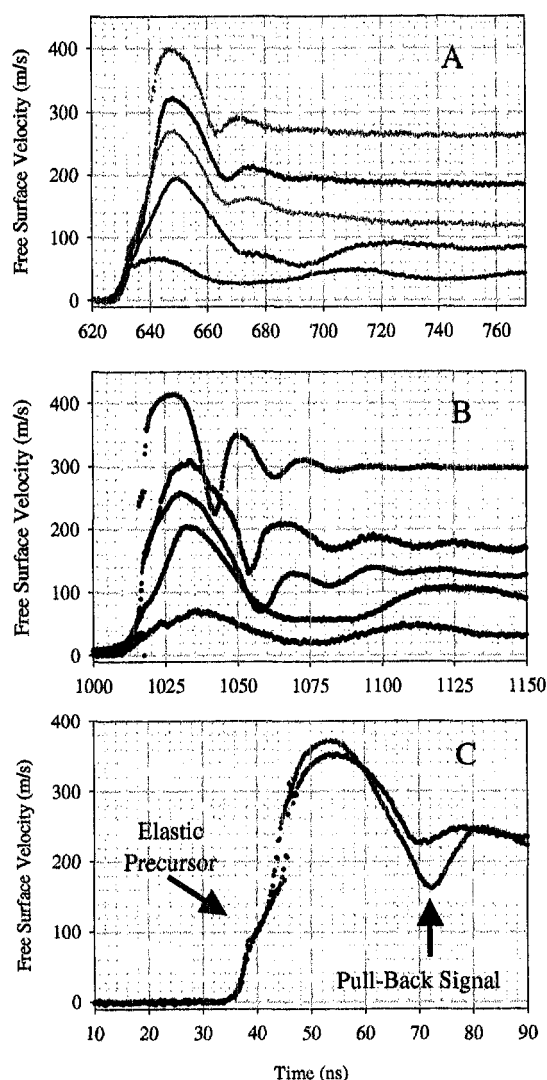 A
Free Surface Velocity (m/s)
400
300
200
100
0
620 640 660 680 700 720 740 760
B
Free Surface Velocity (m/s)
400
300
200
100
0
1000 1025 1050 1075 1100 1125 1150
C
Free Surface Velocity (m/s)
400
300
200
100
0
Elastic
Precursor
Pull-Back Signal
10 20 30 40 50 60 70 80 90
Time (ns)